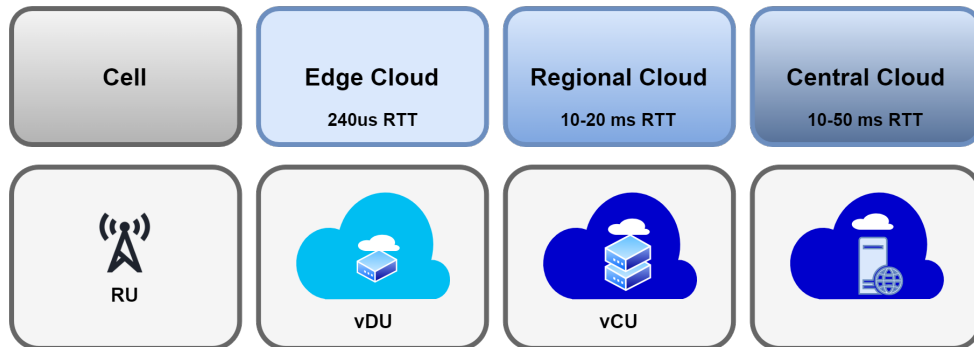 Cell
Edge Cloud
240us RTT
Regional Cloud
10-20 ms RTT
Central Cloud
10-50 ms RTT
RU
vDU
vCU